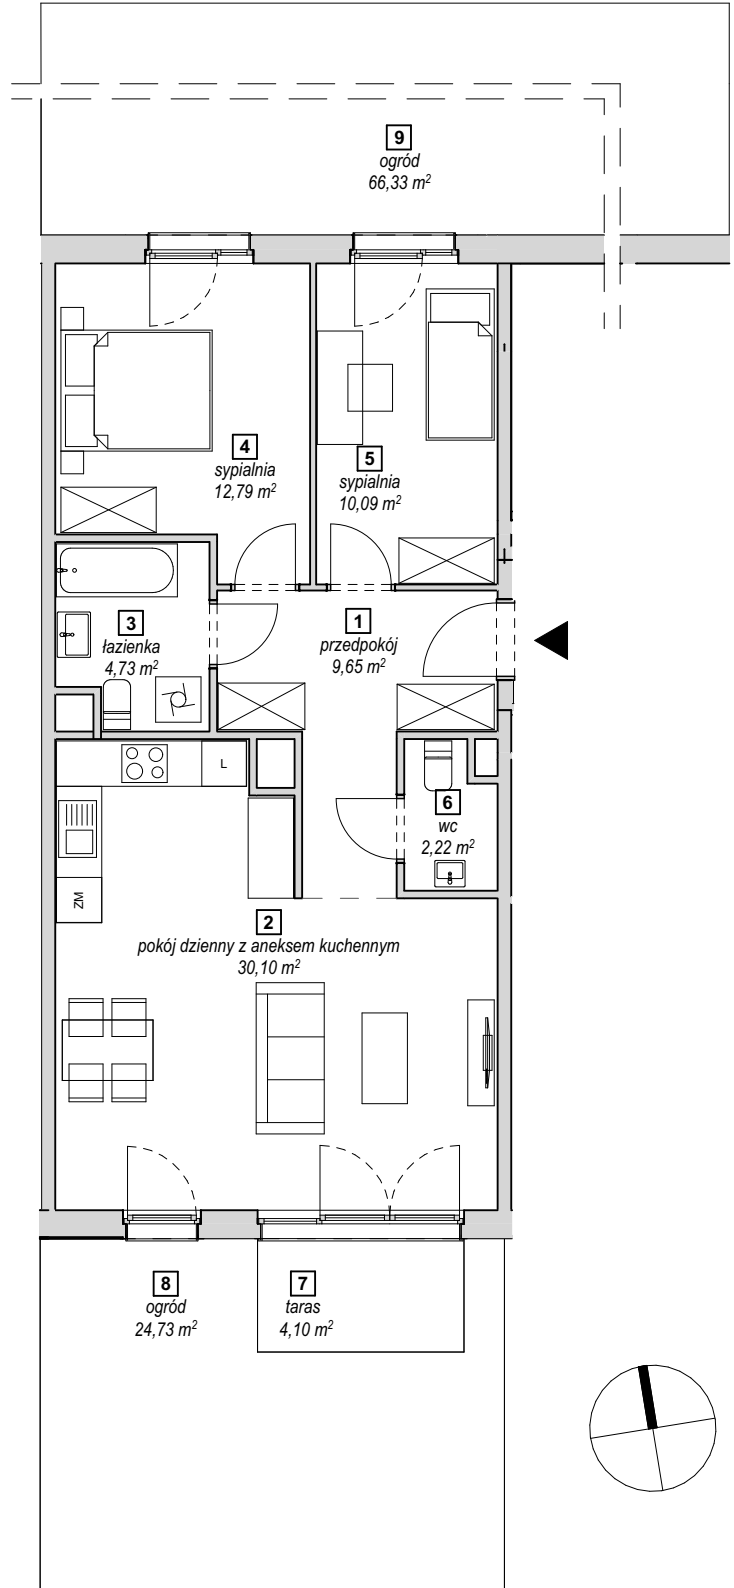 9
ogród
66,33 m²
4
sypialnia
12,79 m²
5
sypialnia
10,09 m²
3
łazienka
4,73 m²
1
przedpokój
9,65 m²
L
6
wc
2,22 m²
ZM
2
pokój dzienny z aneksem kuchennym
30,10 m²
8
ogród
24,73 m²
7
taras
4,10 m²